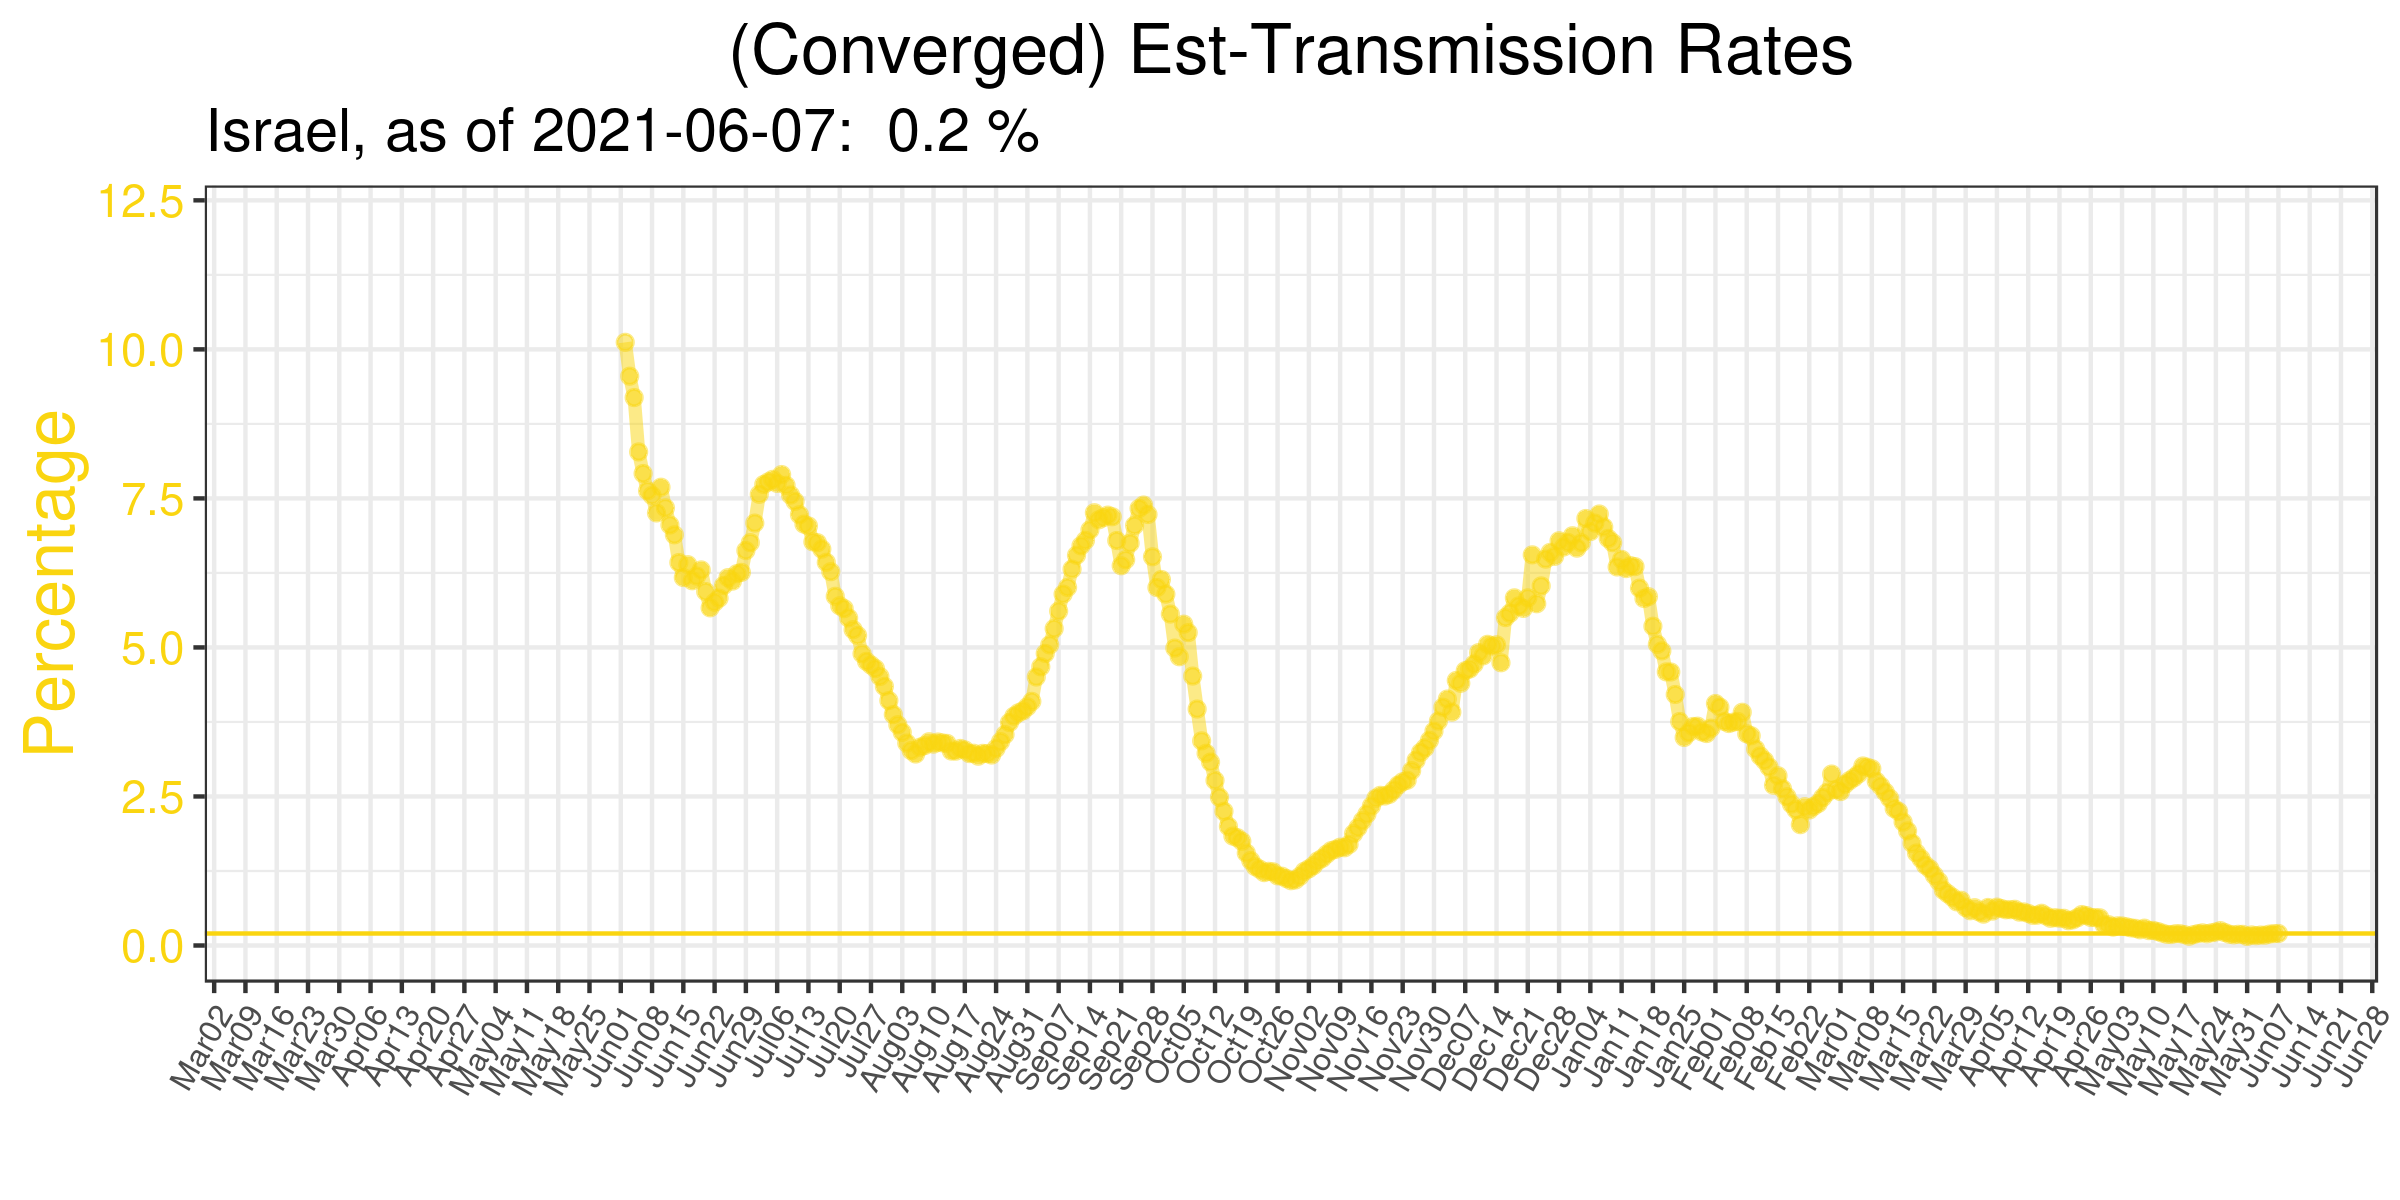 (Converged) Est-Transmission Rates
Israel, as of 2021-06-07:  0.2 %
Percentage
12.5
10.0
7.5
5.0
2.5
0.0
Mar02
Mar09
Mar16
Mar23
Mar30
Apr06
Apr13
Apr20
Apr27
May04
May11
May18
May25
Jun01
Jun08
Jun15
Jun22
Jun29
Jul06
Jul13
Jul20
Jul27
Aug03
Aug10
Aug17
Aug24
Aug31
Sep07
Sep14
Sep21
Sep28
Oct05
Oct12
Oct19
Oct26
Nov02
Nov09
Nov16
Nov23
Nov30
Dec07
Dec14
Dec21
Dec28
Jan04
Jan11
Jan18
Jan25
Feb01
Feb08
Feb15
Feb22
Mar01
Mar08
Mar15
Mar22
Mar29
Apr05
Apr12
Apr19
Apr26
May03
May10
May17
May24
May31
Jun07
Jun14
Jun21
Jun28